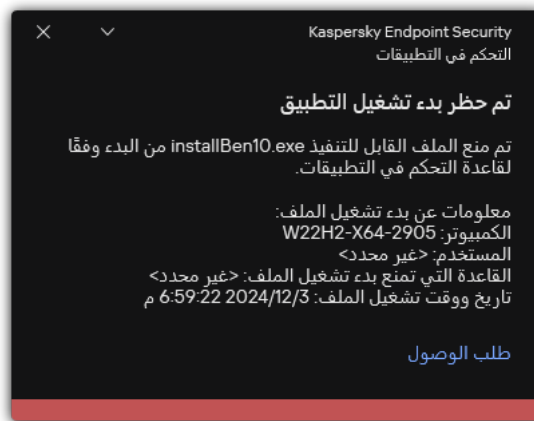 Kaspersky Endpoint Security
التحكم في التطبيقات
تم حظر بدء تشغيل التطبيق
تم منع الملف القابل للتنفيذ installBen10.exe من البدء وفقًا
لقاعدة التحكم في التطبيقات.
معلومات عن بدء تشغيل الملف:
الكمبيوتر: W22H2-X64-2905
المستخدم: <غير محدد>
القاعدة التي تمنع بدء تشغيل الملف: <غير محدد>
تاريخ ووقت تشغيل الملف: 2024/12/3 6:59:22 م
طلب الوصول